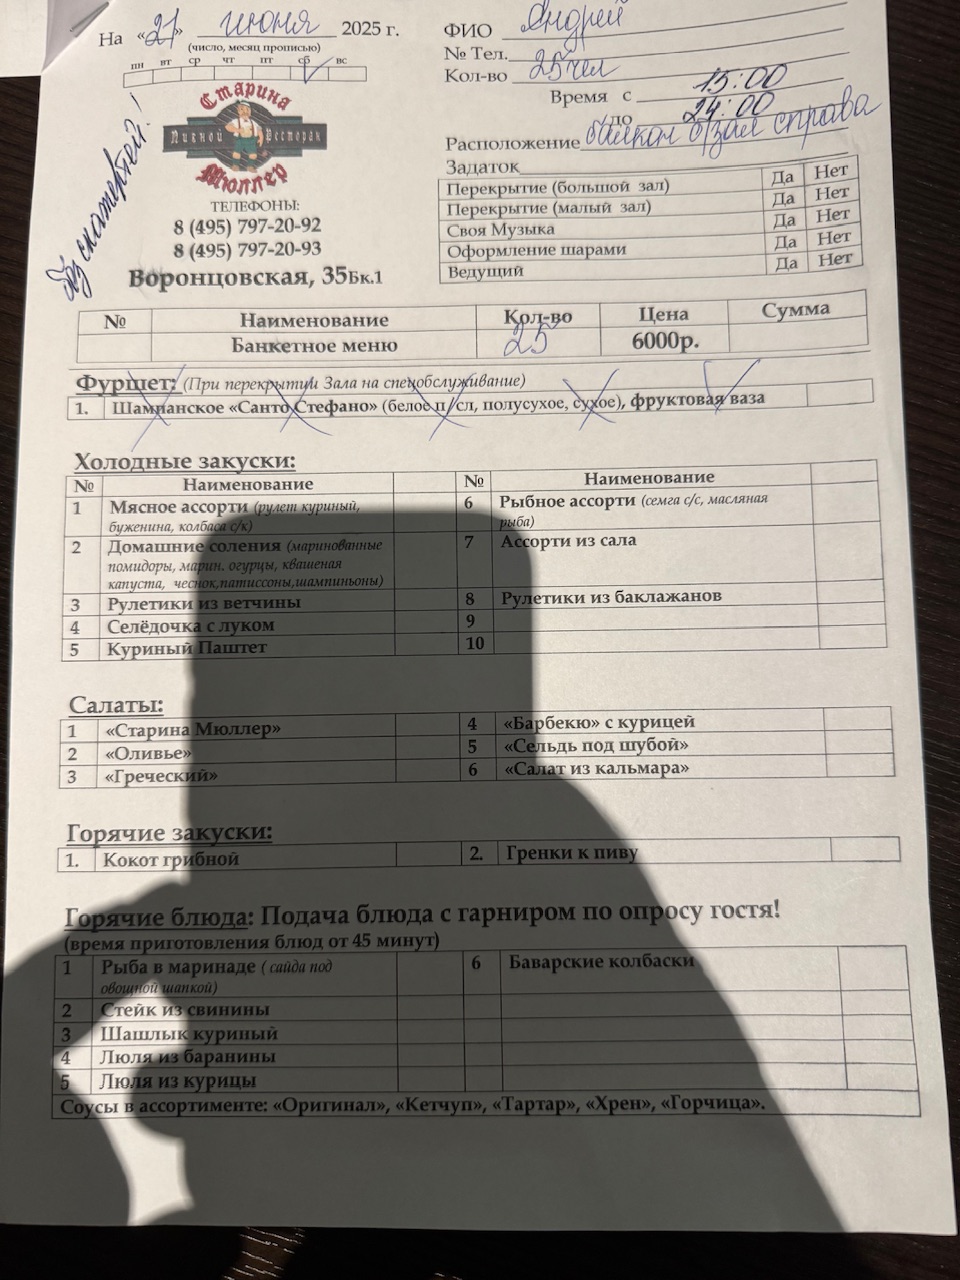 На «21» июня 2025 г.
(число, месяц прописью)
пн вт ср чт пт сб вс
Без скатертей!
Старина
Пивной Ресторан
Мюллер
ТЕЛЕФОНЫ:
8 (495) 797-20-92
8 (495) 797-20-93
Воронцовская, 35Бк.1
ФИО Андрей
№ Тел.
Кол-во 25чел
Время с 15:00
до 24:00
Расположение балкон б/зал справа
Задаток
Перекрытие (большой зал) Да Нет
Перекрытие (малый зал) Да Нет
Своя Музыка Да Нет
Оформление шарами Да Нет
Ведущий Да Нет
№ Наименование Кол-во Цена Сумма
Банкетное меню 25 6000р.
Фуршет: (При перекрытии Зала на спецобслуживание)
1. Шампанское «Санто Стефано» (белое п/сл, полусухое, сухое), фруктовая ваза
Холодные закуски:
№ Наименование № Наименование
1 Мясное ассорти (рулет куриный,
буженина, колбаса с/к)
6 Рыбное ассорти (семга с/с, масляная
рыба)
2 Домашние соления (маринованные
помидоры, марин. огурцы, квашеная
капуста, чеснок,патиссоны,шампиньоны)
7 Ассорти из сала
3 Рулетики из ветчины 8 Рулетики из баклажанов
4 Селёдочка с луком 9
5 Куриный Паштет 10
Салаты:
1 «Старина Мюллер» 4 «Барбекю» с курицей
2 «Оливье» 5 «Сельдь под шубой»
3 «Греческий» 6 «Салат из кальмара»
Горячие закуски:
1. Кокот грибной 2. Гренки к пиву
Горячие блюда: Подача блюда с гарниром по опросу гостя!
(время приготовления блюд от 45 минут)
1 Рыба в маринаде ( сайда под
овощной шапкой)
6 Баварские колбаски
2 Стейк из свинины
3 Шашлык куриный
4 Люля из баранины
5 Люля из курицы
Соусы в ассортименте: «Оригинал», «Кетчуп», «Тартар», «Хрен», «Горчица».